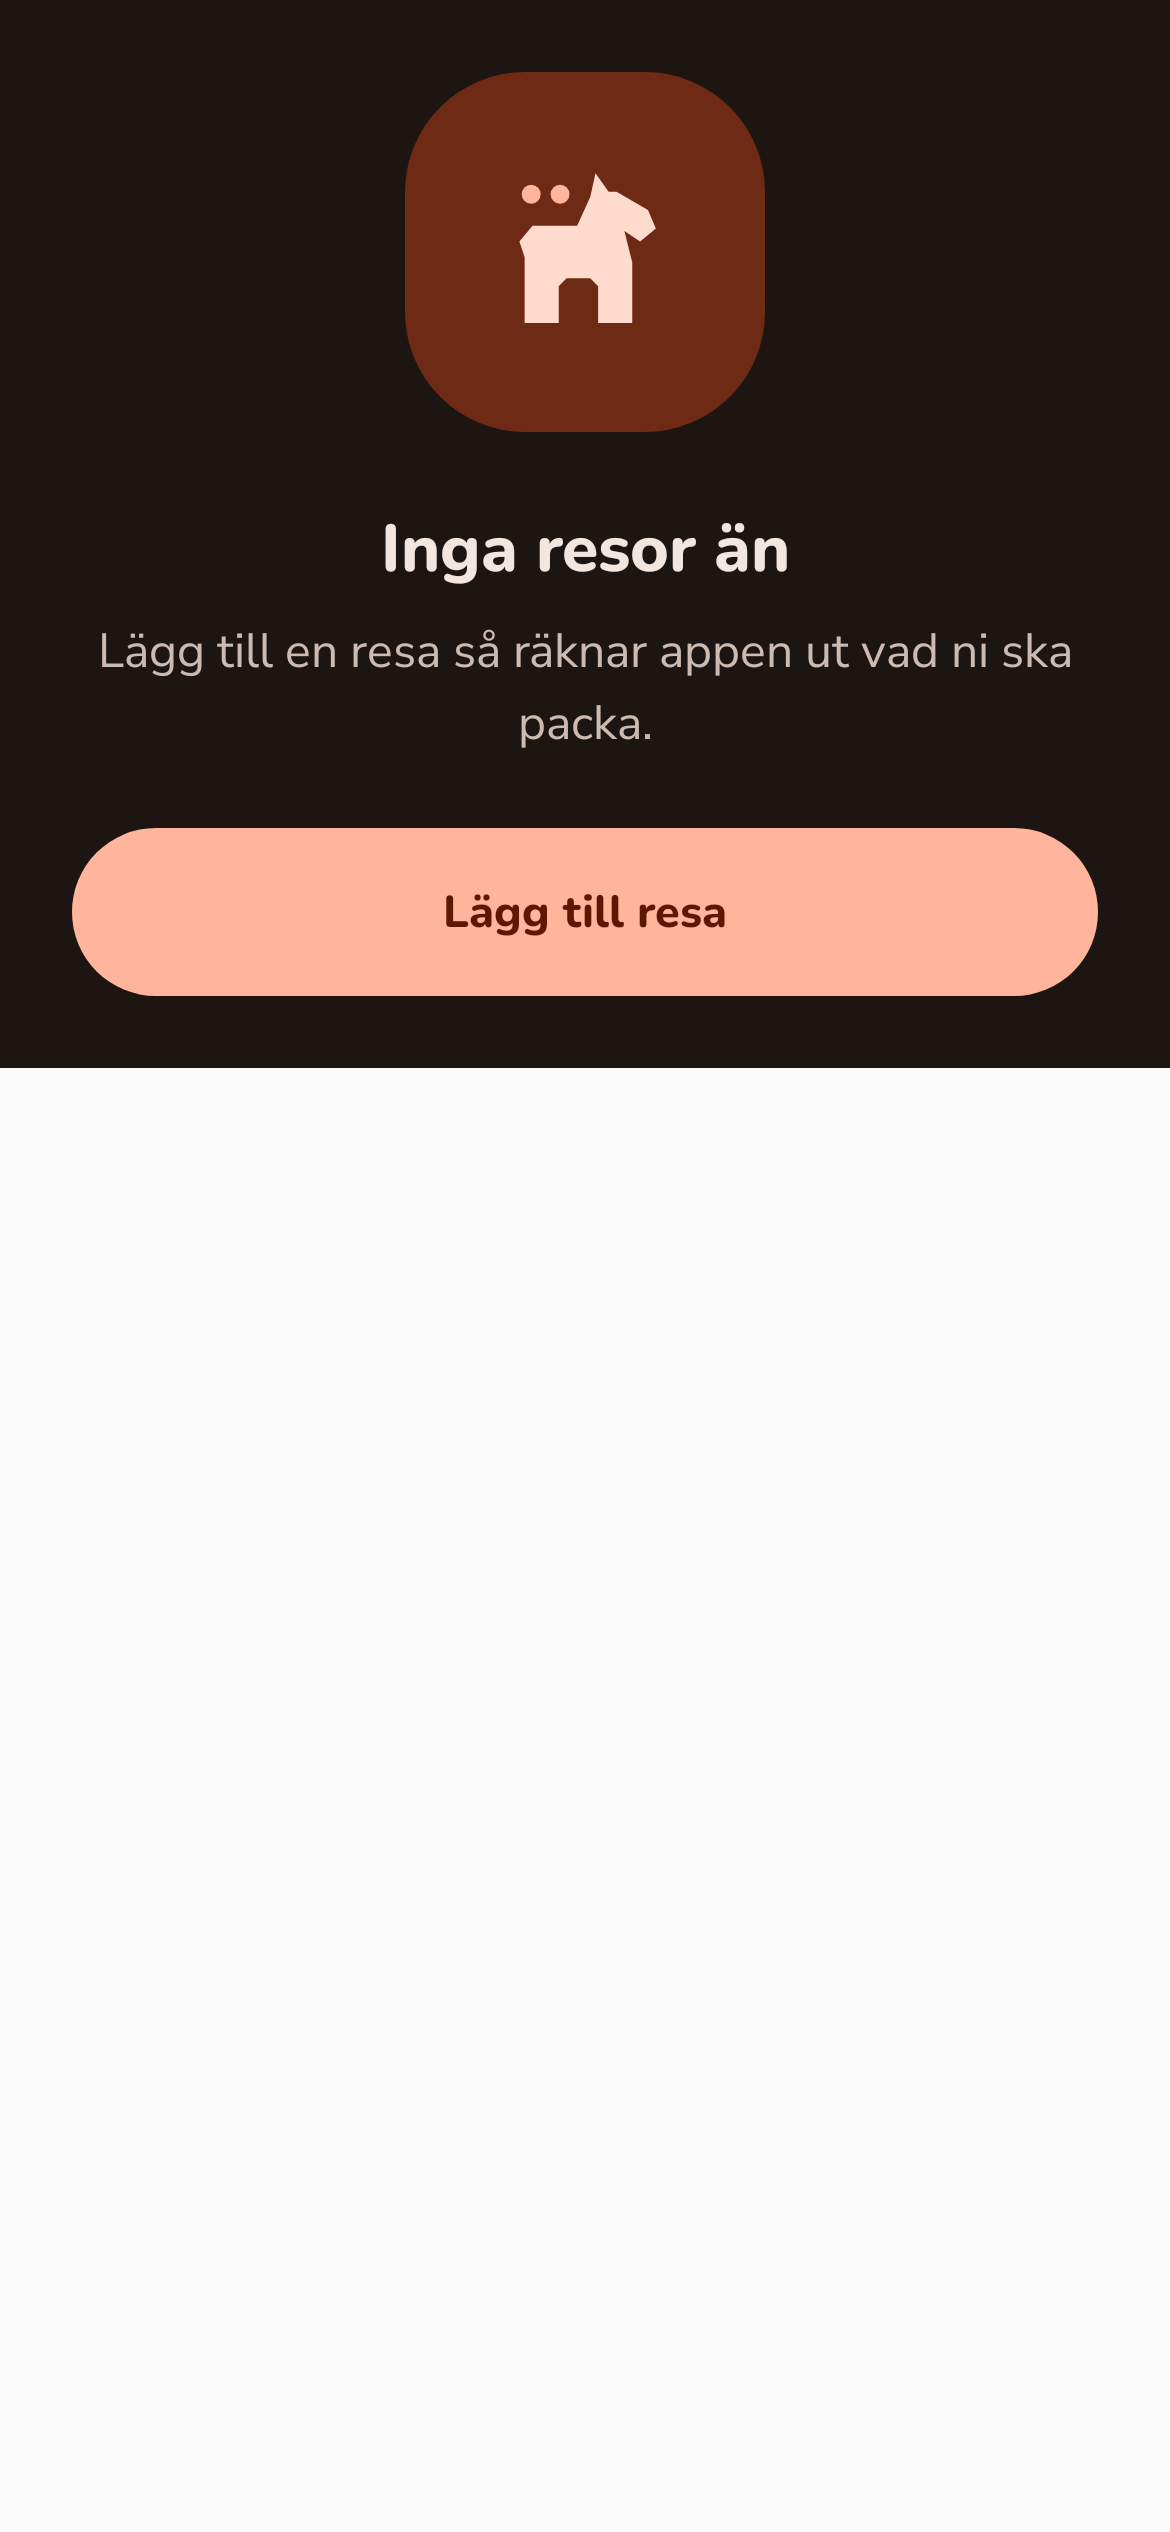 Inga resor än
Lägg till en resa så räknar appen ut vad ni ska
packa.
Lägg till resa